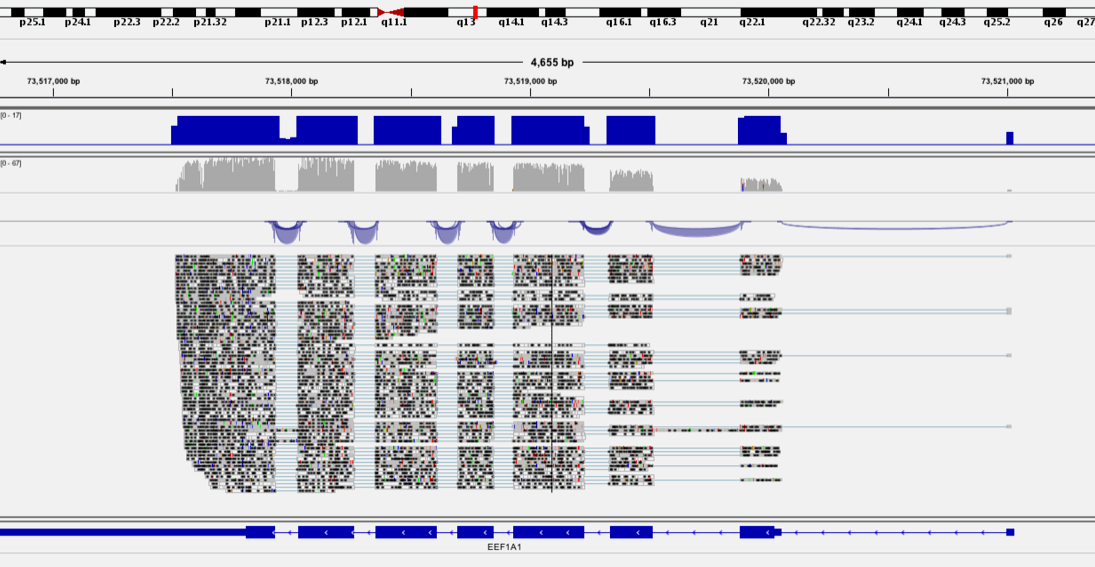 p25.1 p24.1 p22.3 p22.2 p21.32 p21.1 p12.3 p12.1 q11.1 q13 q14.1 q14.3 q16.1 q16.3 q21 q22.1 q22.32 q23.2 q24.1 q24.3 q25.2 q26 q27
4,655 bp
73,517,000 bp 73,518,000 bp 73,519,000 bp 73,520,000 bp 73,521,000 bp
[0 - 17]
[0 - 67]
EEF1A1